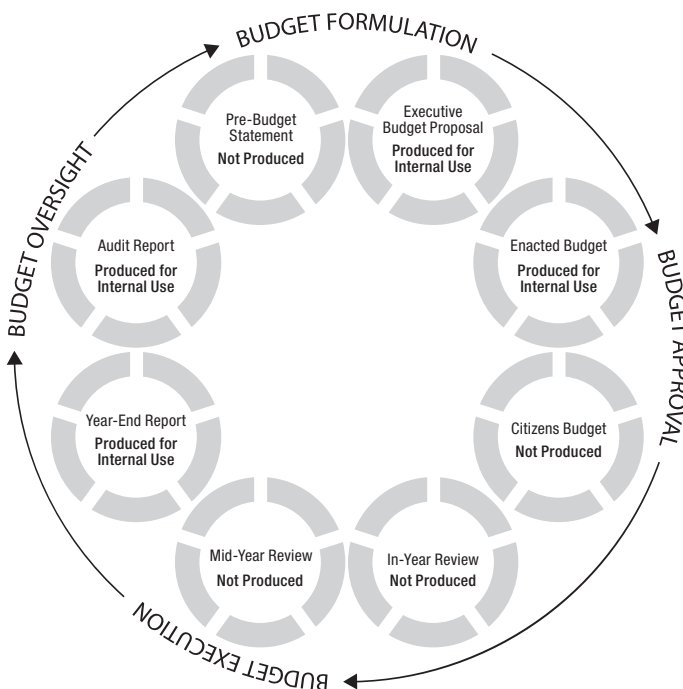 BUDGET FORMULATION
Pre-Budget
Statement
Not Produced
Executive
Budget Proposal
Produced for
Internal Use
BUDGET OVERSIGHT
Audit Report
Produced for
Internal Use
Enacted Budget
Produced for
Internal Use
BUDGET APPROVAL
Year-End Report
Produced for
Internal Use
Citizens Budget
Not Produced
Mid-Year Review
Not Produced
In-Year Review
Not Produced
BUDGET EXECUTION